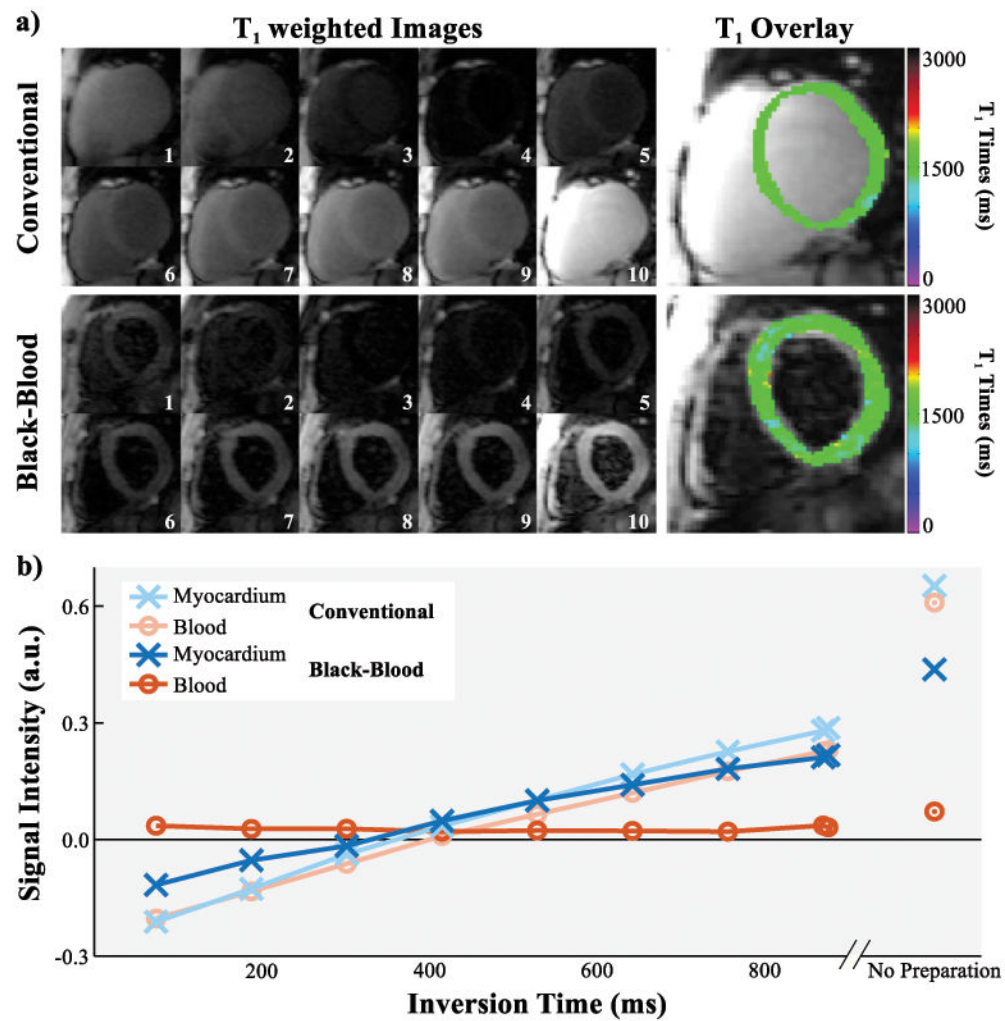 a)
T₁ weighted Images
T₁ Overlay
Conventional
1 2 3 4 5
6 7 8 9 10
3000
1500
0
T₁ Times (ms)
Black-Blood
1 2 3 4 5
6 7 8 9 10
3000
1500
0
T₁ Times (ms)
b)
Myocardium
Blood
Conventional
Myocardium
Blood
Black-Blood
Signal Intensity (a.u.)
0.6
0.3
0.0
-0.3
200 400 600 800 No Preparation
Inversion Time (ms)